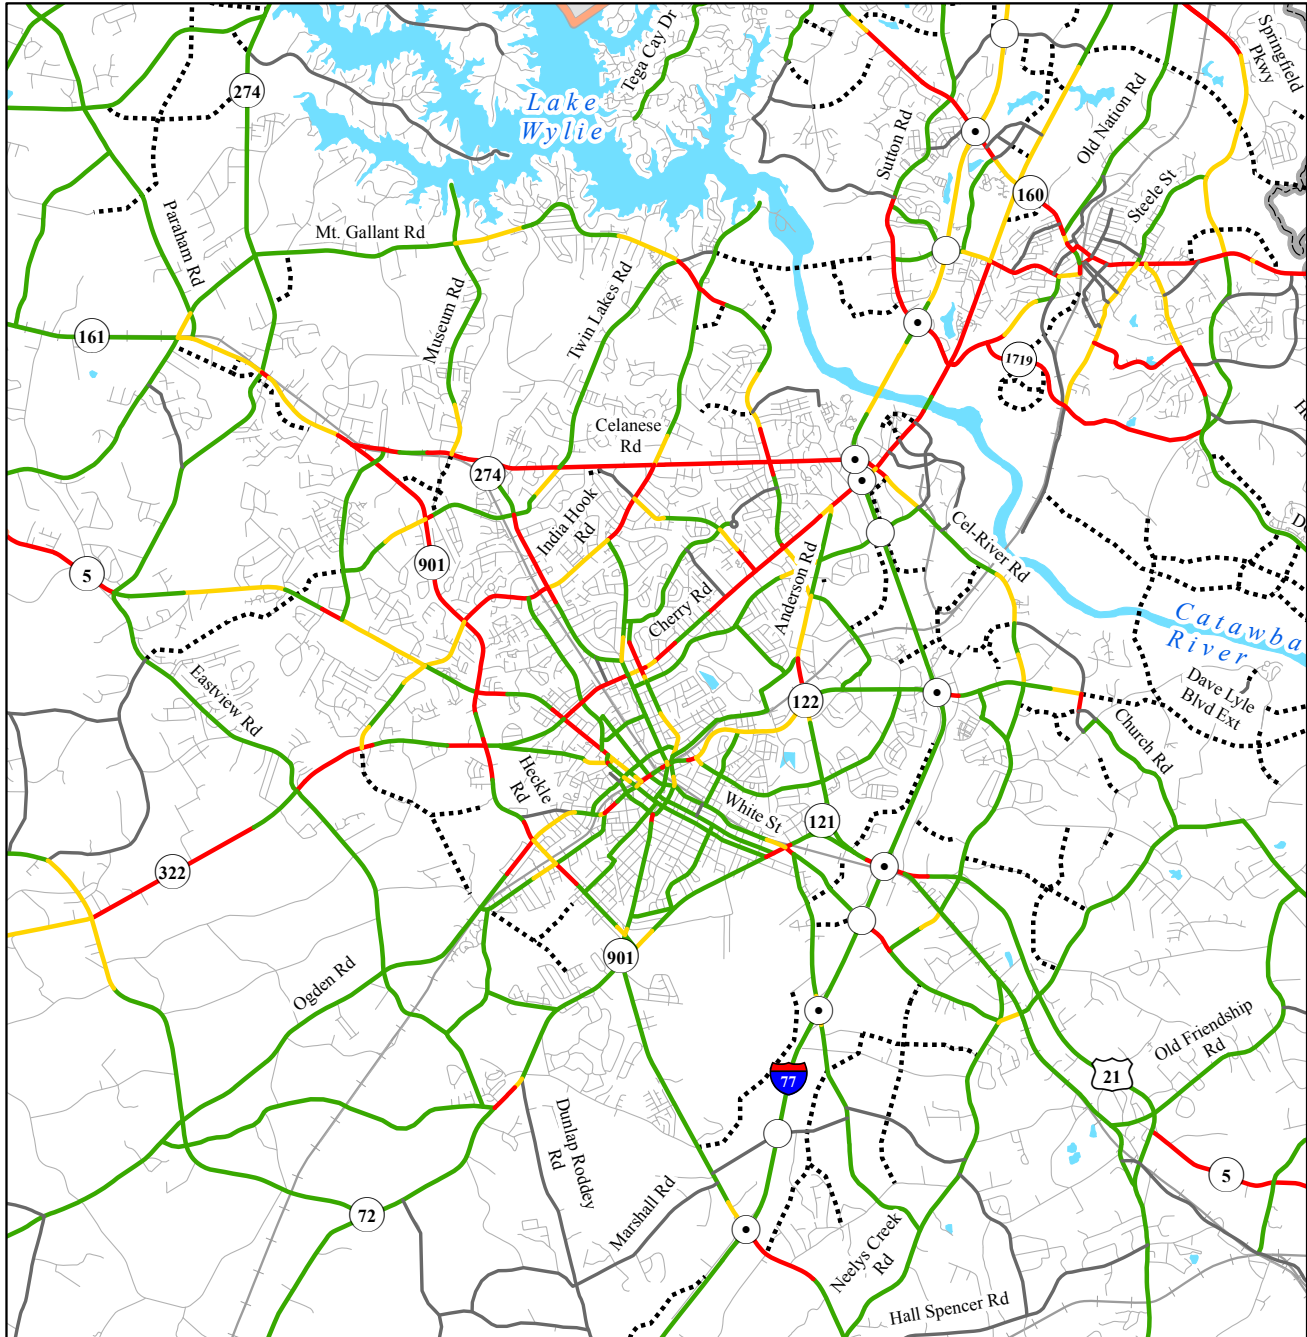 Tega Cay Dr
Springfield
Pkwy
274
Lake
Wylie
Sutton Rd
Old Nation Rd
160
Steele St
Paraham Rd
Mt. Gallant Rd
Museum Rd
Twin Lakes Rd
161
1719
Celanese
Rd
274
India Hook
Rd
Cel-River Rd
5
901
Anderson Rd
Cherry Rd
Catawba
River
Eastview Rd
122
Dave Lyle
Blvd Ext
Church Rd
Heckle
Rd
White St
121
322
901
Ogden Rd
Old Friendship
Rd
77
21
Dunlap Roddey
Rd
5
72
Marshall Rd
Neelys Creek
Rd
Hall Spencer Rd